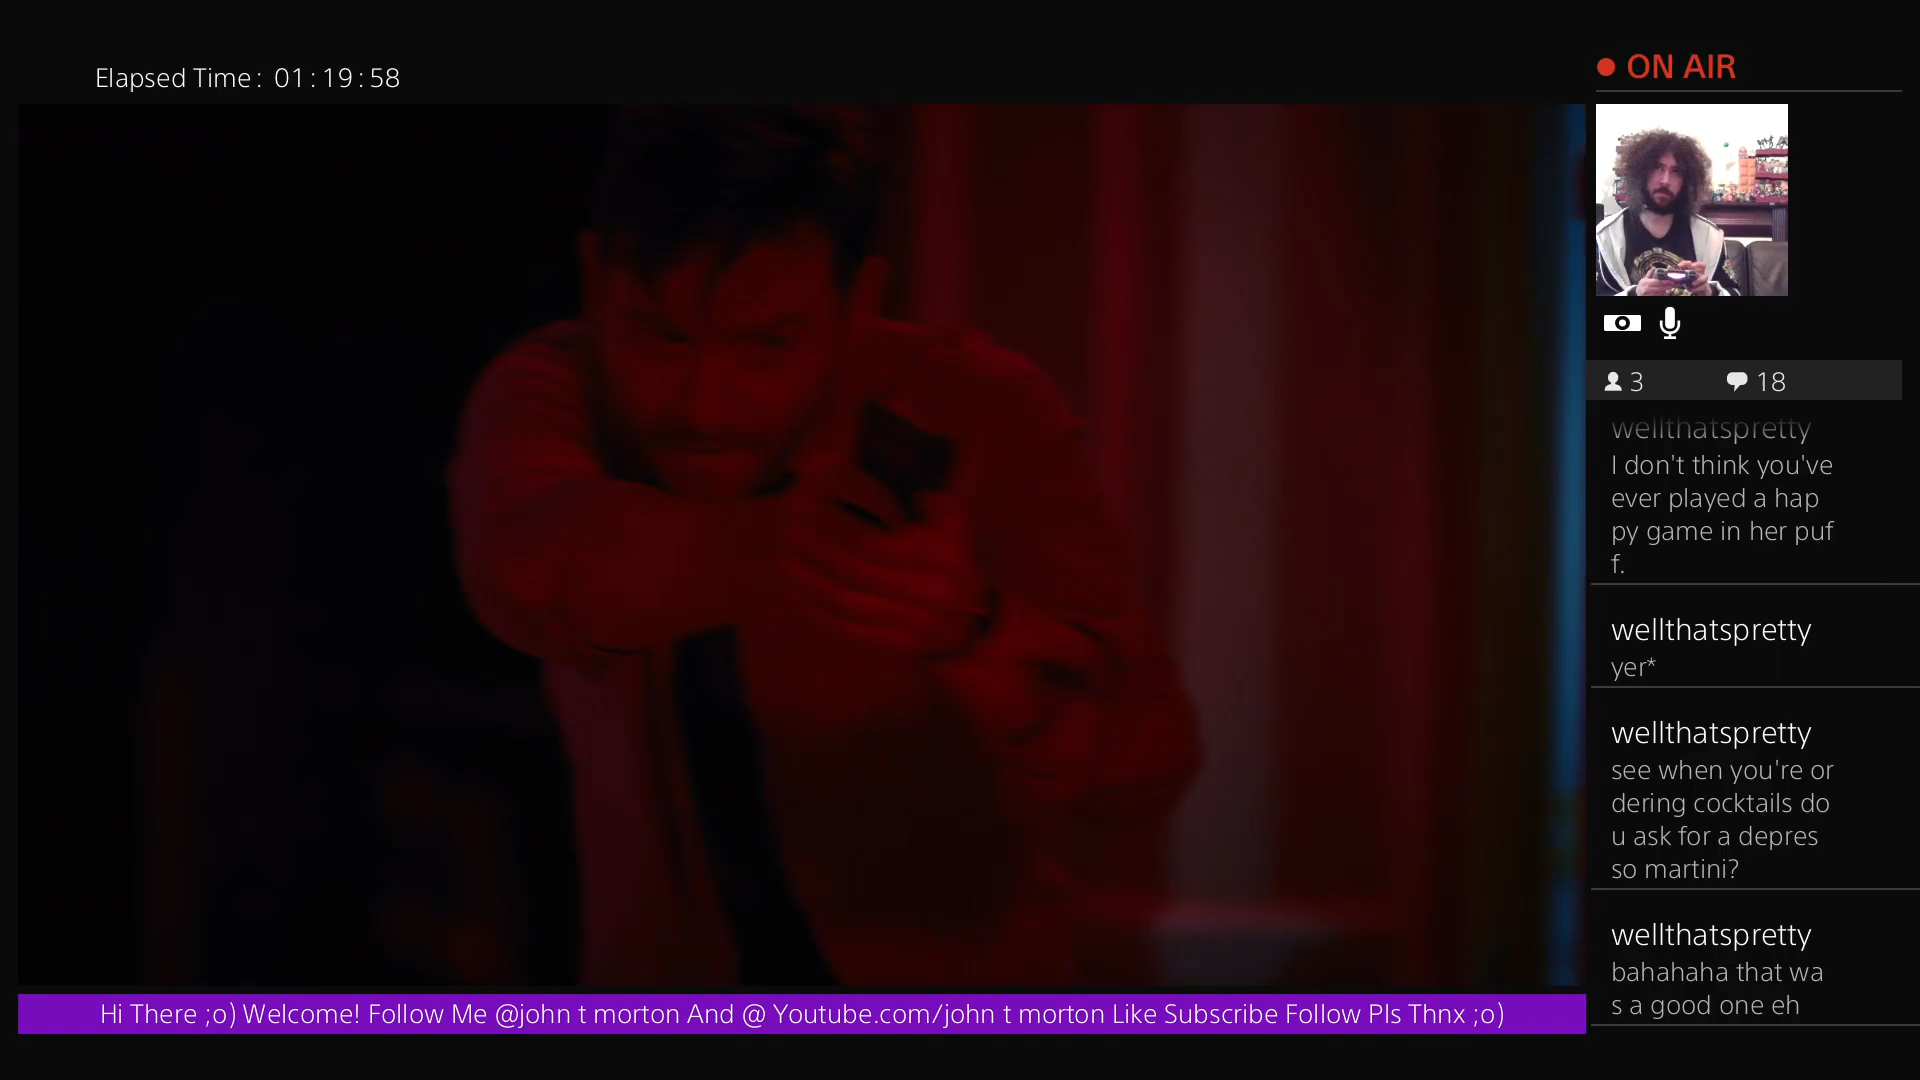 Elapsed Time: 01:19:58
ON AIR
3
18
wellthatspretty
I don't think you've
ever played a hap
py game in her puf
f.
wellthatspretty
yer*
wellthatspretty
see when you're or
dering cocktails do
u ask for a depres
so martini?
wellthatspretty
bahahaha that wa
s a good one eh
Hi There ;o) Welcome! Follow Me @john t morton And @ Youtube.com/john t morton Like Subscribe Follow Pls Thnx ;o)